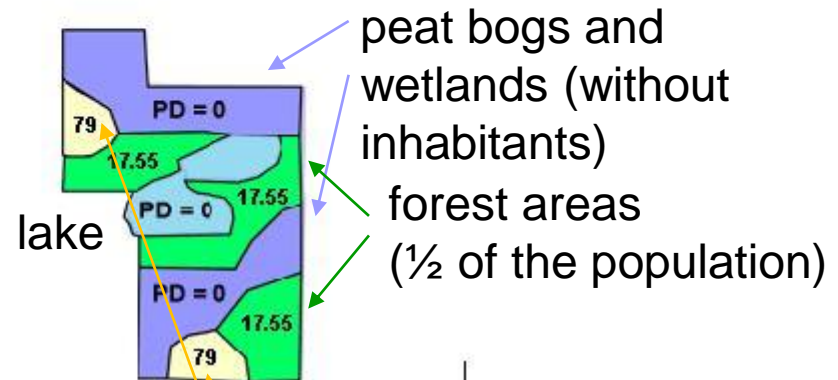 peat bogs and
wetlands (without
inhabitants)
forest areas
(½ of the population)
lake
PD = 0
79
17.55
17.55
PD = 0
PD = 0
17.55
79